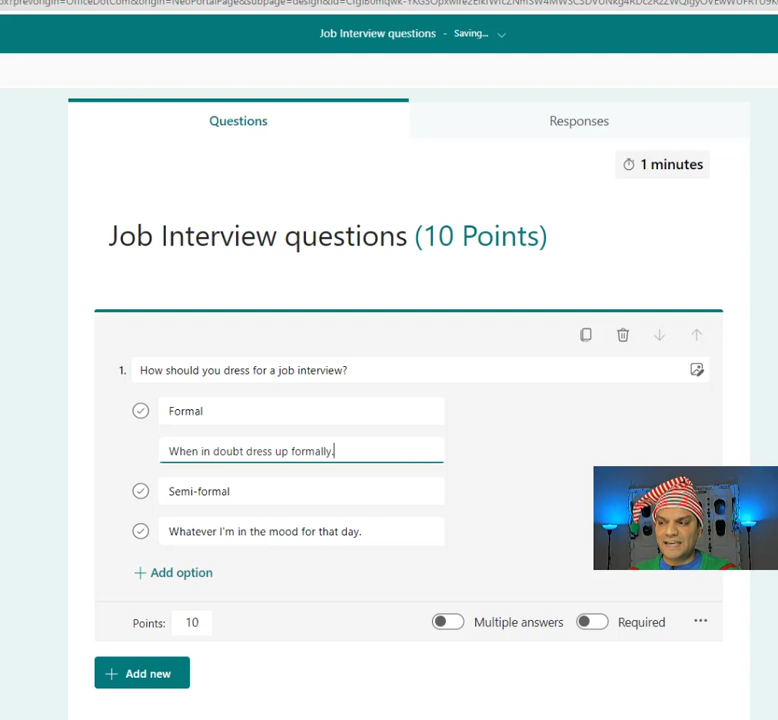 Job Interview questions - Saving...
Questions
Responses
1 minutes
Job Interview questions (10 Points)
1. How should you dress for a job interview?
Formal
When in doubt dress up formally.
Semi-formal
Whatever I'm in the mood for that day.
+ Add option
Points: 10
Multiple answers
Required
...
+ Add new